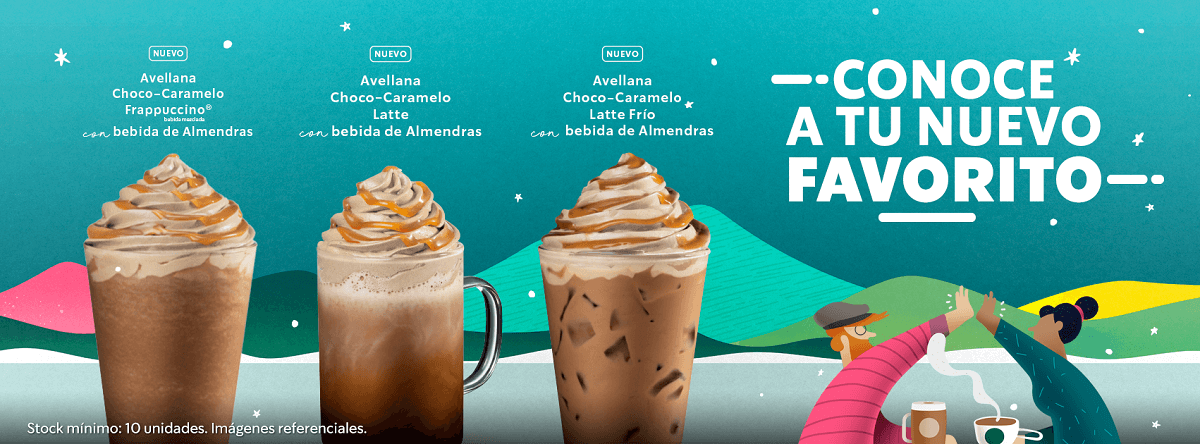 NUEVO
Avellana
Choco-Caramelo
Frappuccino®
bebida mezclada
con bebida de Almendras
NUEVO
Avellana
Choco-Caramelo
Latte
con bebida de Almendras
NUEVO
Avellana
Choco-Caramelo
Latte Frío
con bebida de Almendras
CONOCE
A TU NUEVO
FAVORITO
Stock mínimo: 10 unidades. Imágenes referenciales.